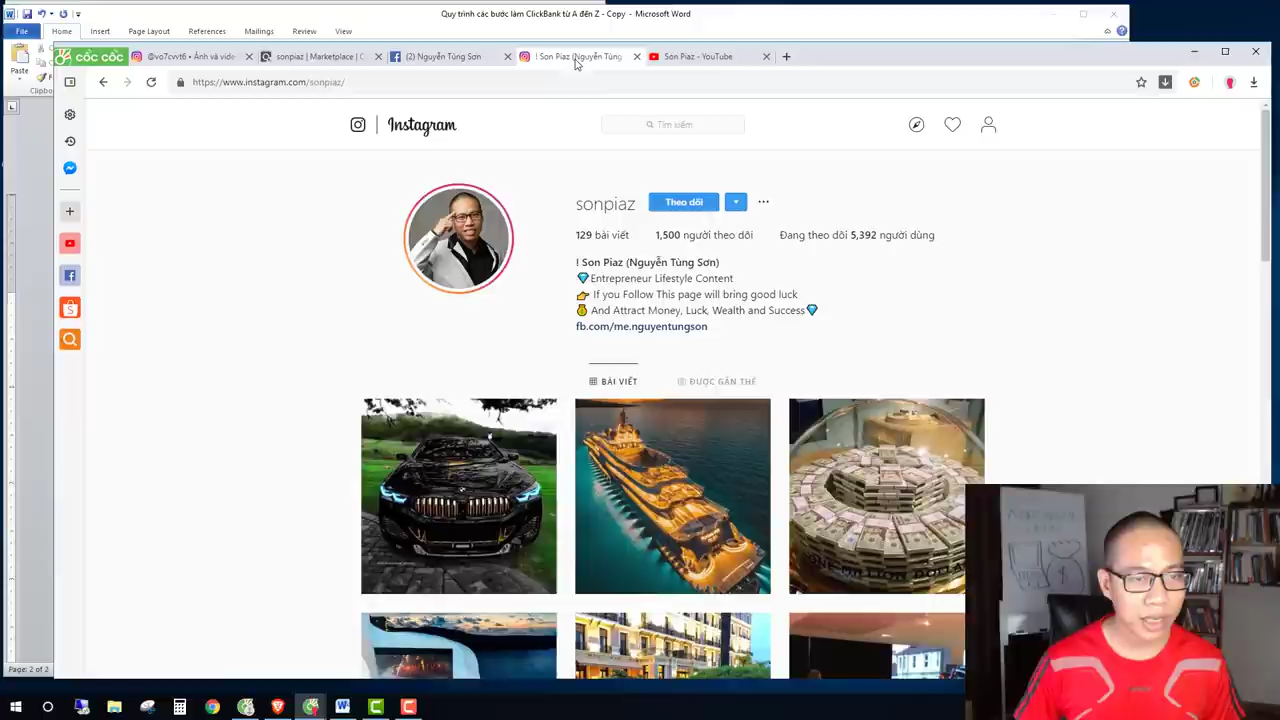 Quy trình các bước làm ClickBank từ A đến Z - Copy - Microsoft Word
File Home Insert Page Layout References Mailings Review View
Paste
Clipbo
cốc cốc
@vo7cvvt6 • Ảnh và vide
sonpiaz | Marketplace | C
(2) Nguyễn Tùng Sơn
! Son Piaz (Nguyễn Tùng
Son Piaz - YouTube
https://www.instagram.com/sonpiaz/
Instagram
Tìm kiếm
sonpiaz
Theo dõi
129 bài viết 1,500 người theo dõi Đang theo dõi 5,392 người dùng
! Son Piaz (Nguyễn Tùng Sơn)
Entrepreneur Lifestyle Content
If you Follow This page will bring good luck
And Attract Money, Luck, Wealth and Success
fb.com/me.nguyentungson
BÀI VIẾT
ĐƯỢC GẮN THẺ
ONE MILLION DOLLA
Page: 2 of 2